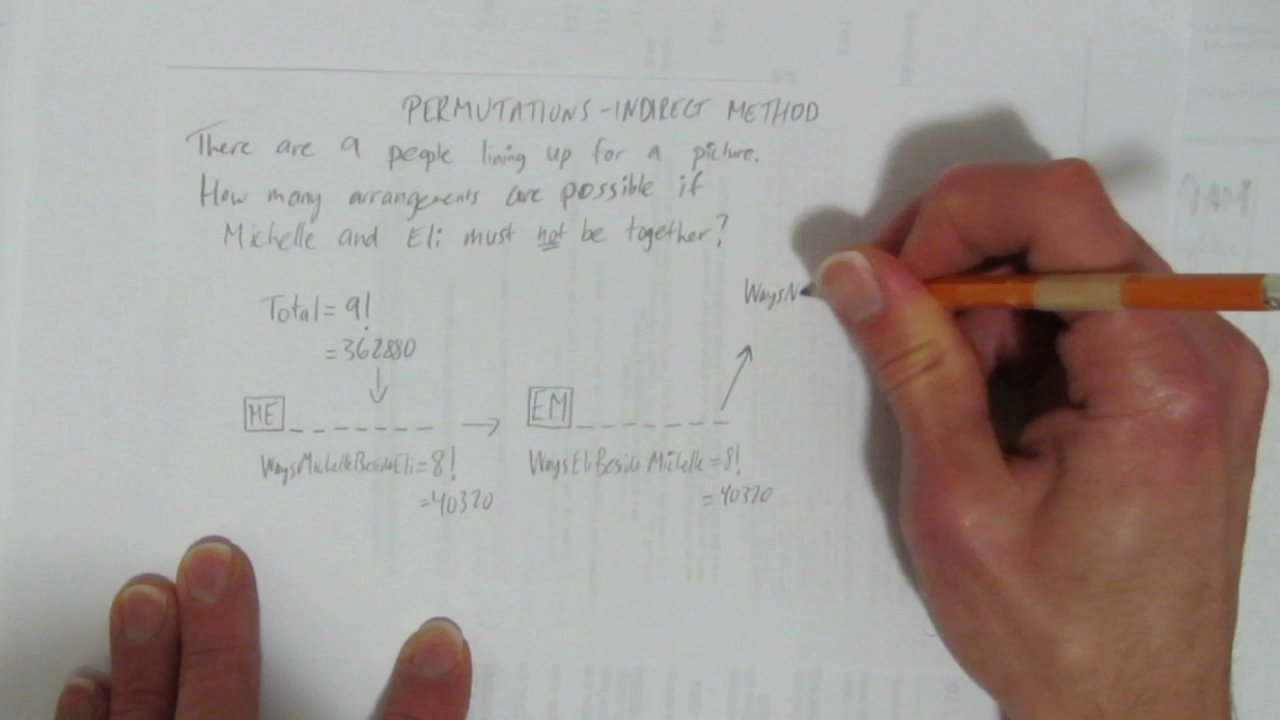 PERMUTATIONS - INDIRECT METHOD
There are 9 people lining up for a picture.
How many arrangements are possible if
Michelle and Eli must not be together?
Total = 9!
= 362880
ME
WaysMichelleBesideEli = 8!
= 40320
EM
WaysEliBesideMichelle = 8!
= 40320
WaysN